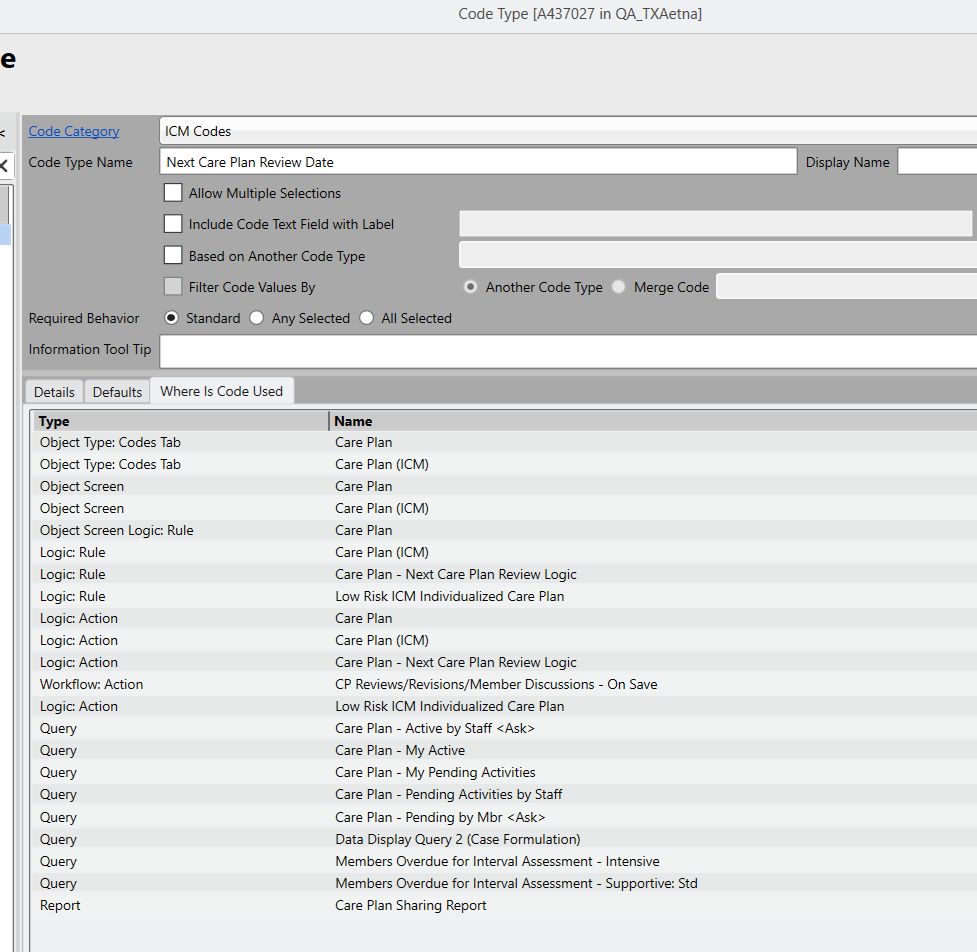 Code Type [A437027 in QA_TXAetna]
e
<
Code Category ICM Codes
Code Type Name Next Care Plan Review Date Display Name
Allow Multiple Selections
Include Code Text Field with Label
Based on Another Code Type
Filter Code Values By Another Code Type Merge Code
Required Behavior Standard Any Selected All Selected
Information Tool Tip
Details Defaults Where Is Code Used
Type Name
Object Type: Codes Tab Care Plan
Object Type: Codes Tab Care Plan (ICM)
Object Screen Care Plan
Object Screen Care Plan (ICM)
Object Screen Logic: Rule Care Plan
Logic: Rule Care Plan (ICM)
Logic: Rule Care Plan - Next Care Plan Review Logic
Logic: Rule Low Risk ICM Individualized Care Plan
Logic: Action Care Plan
Logic: Action Care Plan (ICM)
Logic: Action Care Plan - Next Care Plan Review Logic
Workflow: Action CP Reviews/Revisions/Member Discussions - On Save
Logic: Action Low Risk ICM Individualized Care Plan
Query Care Plan - Active by Staff <Ask>
Query Care Plan - My Active
Query Care Plan - My Pending Activities
Query Care Plan - Pending Activities by Staff
Query Care Plan - Pending by Mbr <Ask>
Query Data Display Query 2 (Case Formulation)
Query Members Overdue for Interval Assessment - Intensive
Query Members Overdue for Interval Assessment - Supportive: Std
Report Care Plan Sharing Report